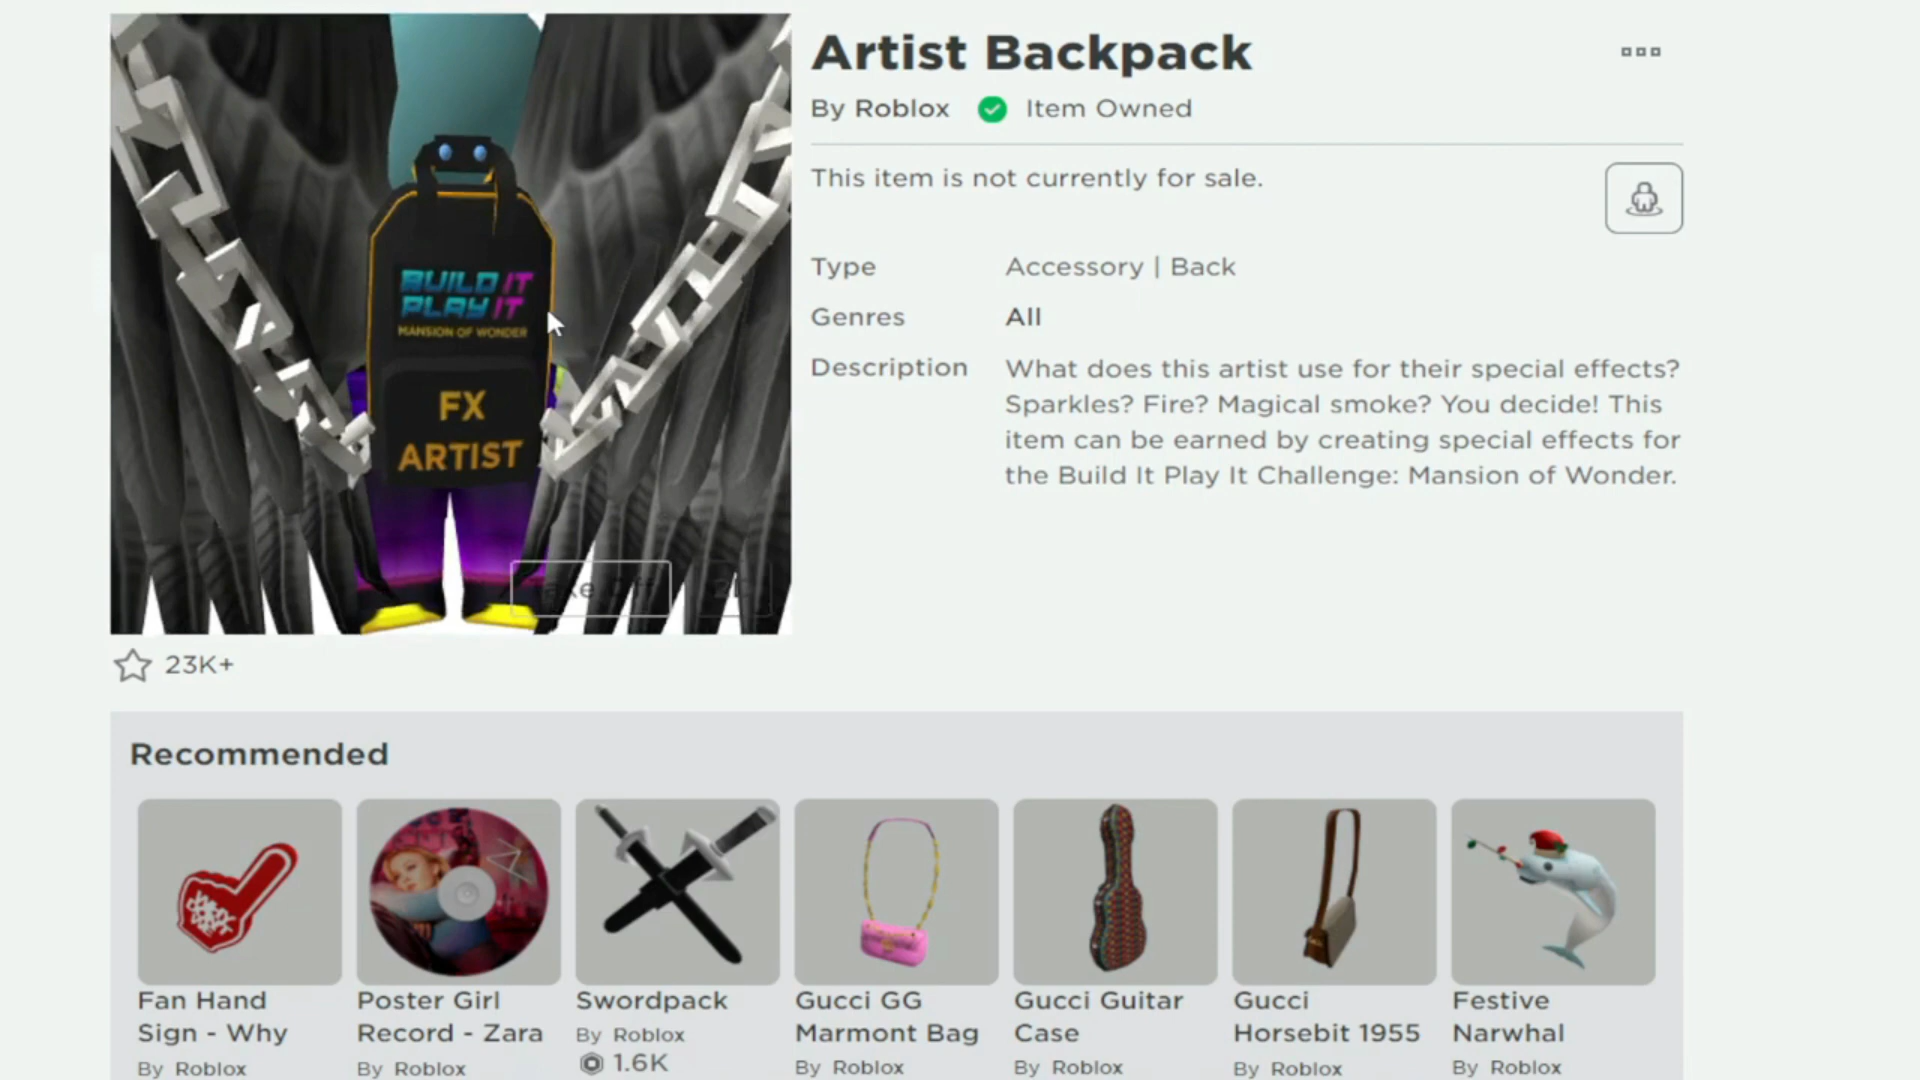 Artist Backpack
By Roblox Item Owned
This item is not currently for sale.
Type Accessory | Back
Genres All
Description What does this artist use for their special effects?
Sparkles? Fire? Magical smoke? You decide! This
item can be earned by creating special effects for
the Build It Play It Challenge: Mansion of Wonder.
BUILD IT
PLAY IT
MANSION OF WONDER
FX
ARTIST
Take Off
23K+
Recommended
Fan Hand
Sign - Why
By Roblox
Poster Girl
Record - Zara
By Roblox
Swordpack
By Roblox
1.6K
Gucci GG
Marmont Bag
By Roblox
Gucci Guitar
Case
By Roblox
Gucci
Horsebit 1955
By Roblox
Festive
Narwhal
By Roblox